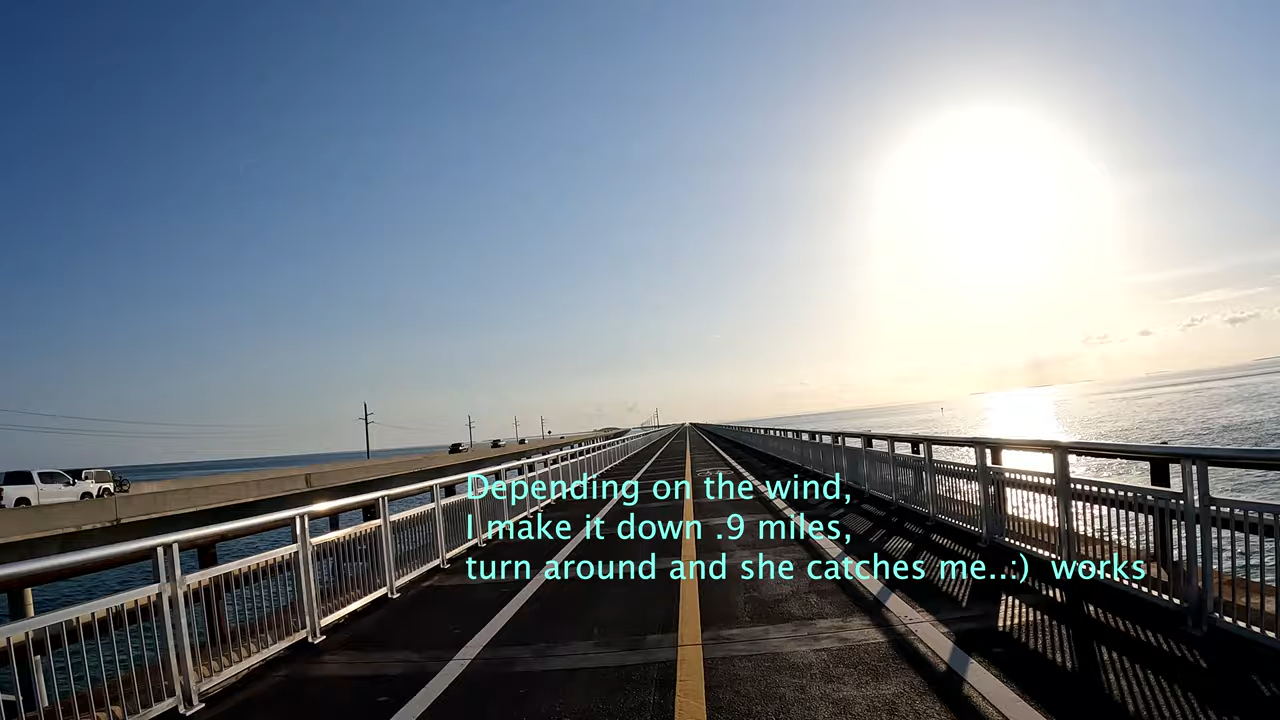 Depending on the wind,
I make it down .9 miles,
turn around and she catches me..:)  works